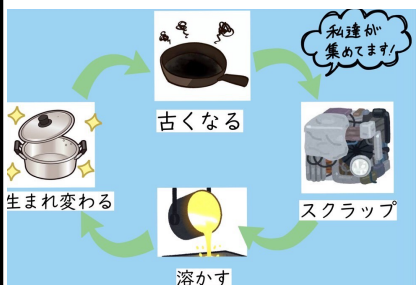 私達が
集めてます!
古くなる
スクラップ
溶かす
生まれ変わる